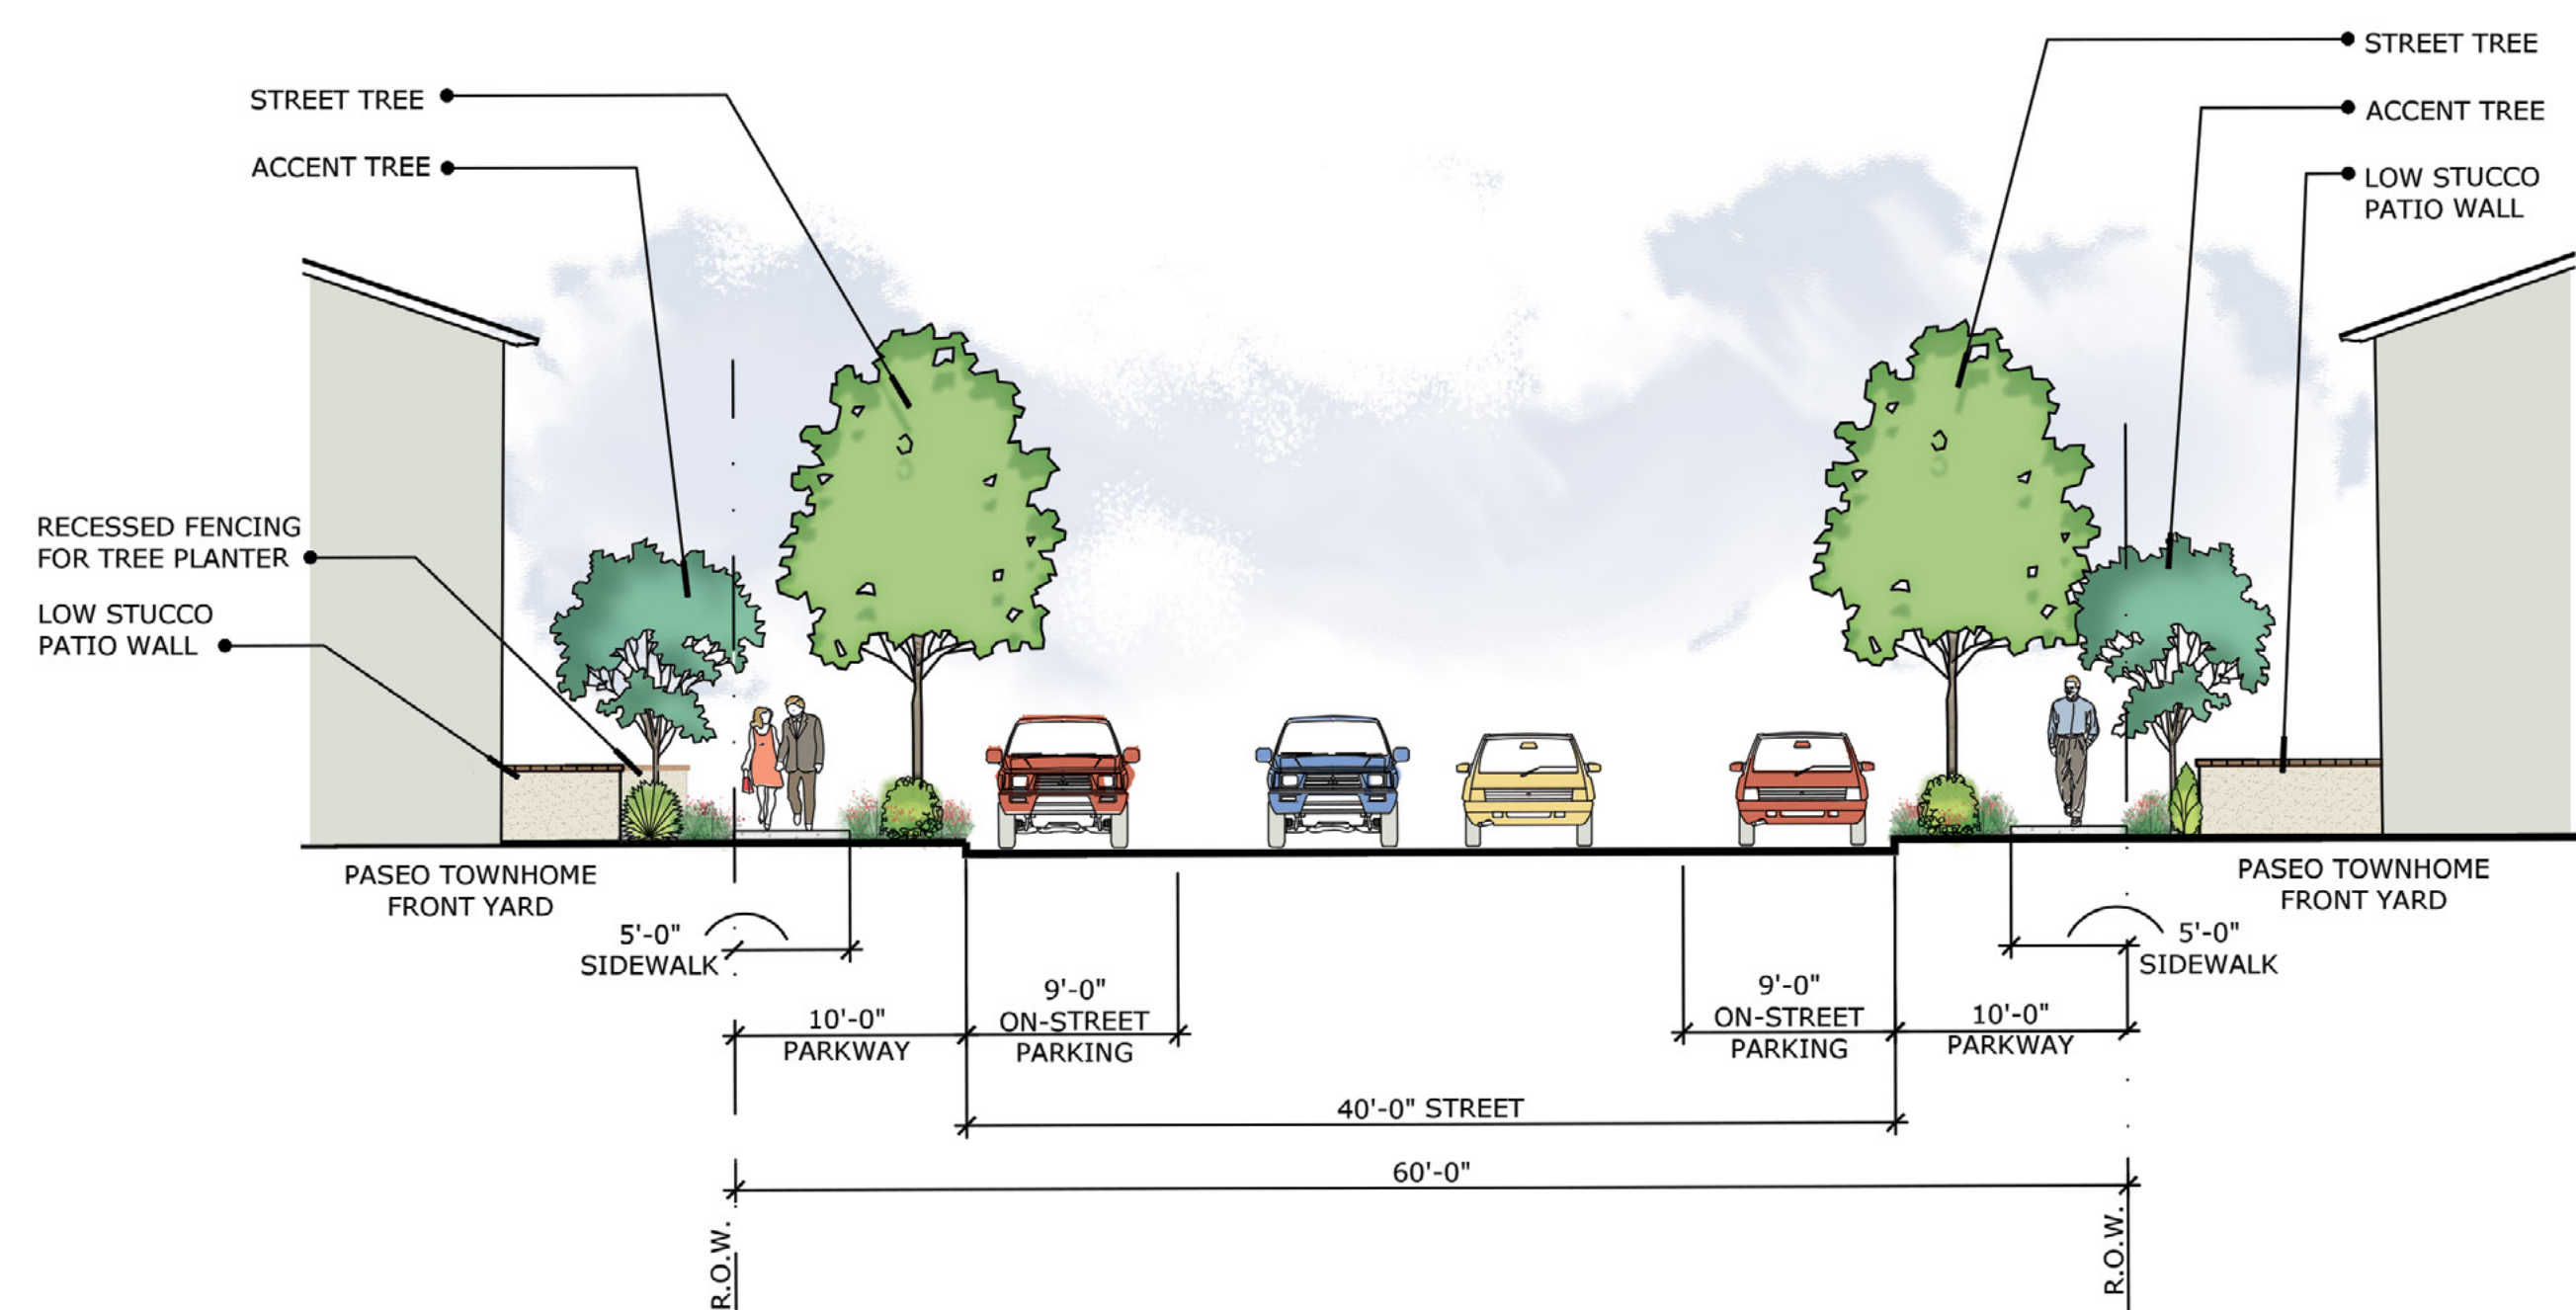 STREET TREE
ACCENT TREE
RECESSED FENCING
FOR TREE PLANTER
LOW STUCCO
PATIO WALL
STREET TREE
ACCENT TREE
LOW STUCCO
PATIO WALL
PASEO TOWNHOME
FRONT YARD
PASEO TOWNHOME
FRONT YARD
5'-0"
SIDEWALK
5'-0"
SIDEWALK
10'-0"
PARKWAY
9'-0"
ON-STREET
PARKING
9'-0"
ON-STREET
PARKING
10'-0"
PARKWAY
40'-0" STREET
60'-0"
R.O.W.
R.O.W.